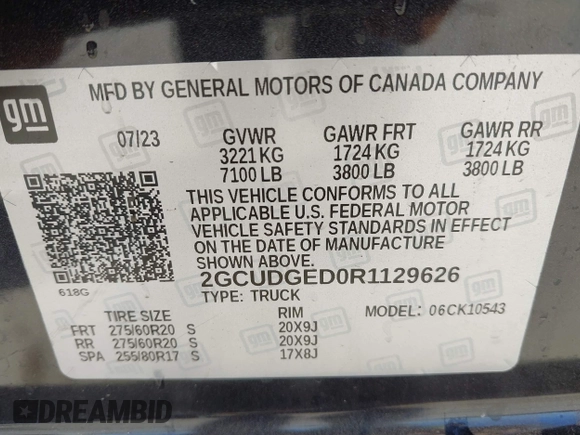 MFD BY GENERAL MOTORS OF CANADA COMPANY
gm
07/23 GVWR GAWR FRT GAWR RR
3221 KG 1724 KG 1724 KG
7100 LB 3800 LB 3800 LB
THIS VEHICLE CONFORMS TO ALL
APPLICABLE U.S. FEDERAL MOTOR
VEHICLE SAFETY STANDARDS IN EFFECT
ON THE DATE OF MANUFACTURE
SHOWN ABOVE.
618G
2GCUDGED0R1129626
TYPE: TRUCK MODEL: 06CK10543
TIRE SIZE RIM
FRT 275/60R20 S 20X9J
RR 275/60R20 S 20X9J
SPA 255/80R17 S 17X8J
DREAMBID